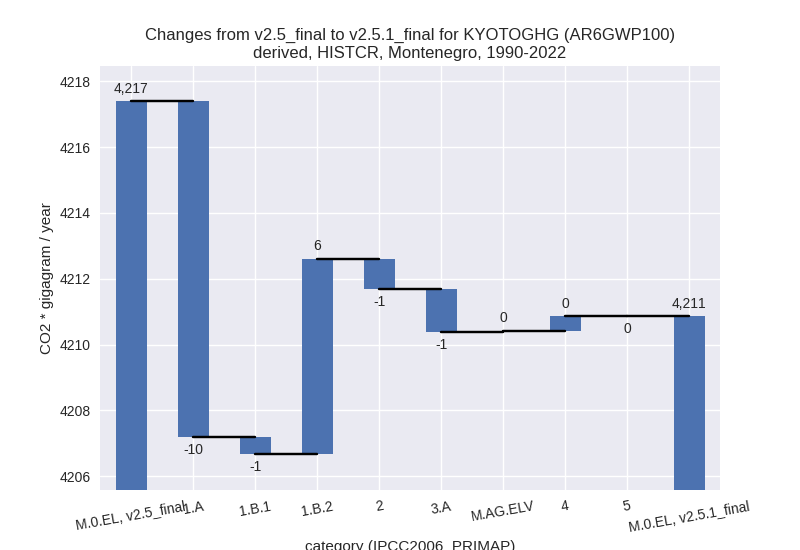 Changes from v2.5_final to v2.5.1_final for KYOTOGHG (AR6GWP100)
derived, HISTCR, Montenegro, 1990-2022
4218
4216
4214
4212
4210
4208
4206
CO2 * gigagram / year
4,217
-10
-1
6
-1
-1
0
0
0
4,211
M.0.EL, v2.5_final
1.A
1.B.1
1.B.2
2
3.A
M.AG.ELV
4
5
M.0.EL, v2.5.1_final
category (IPCC2006_PRIMAP)